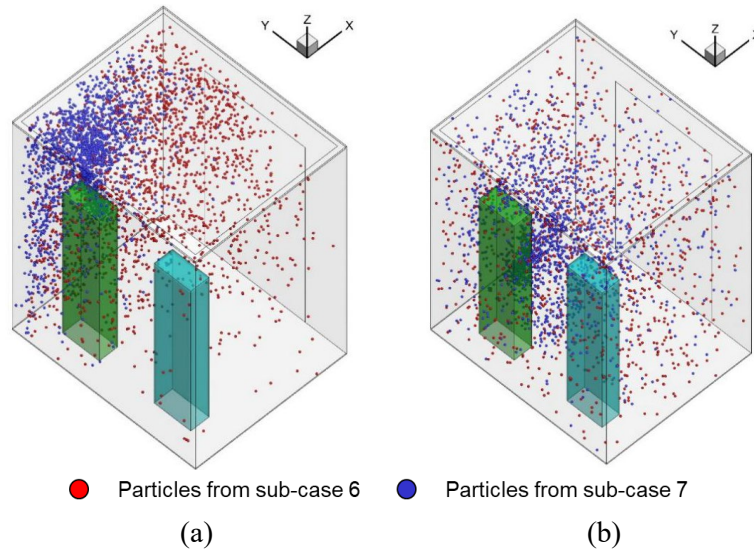 Y Z X
Y Z X
Particles from sub-case 6 Particles from sub-case 7
(a) (b)